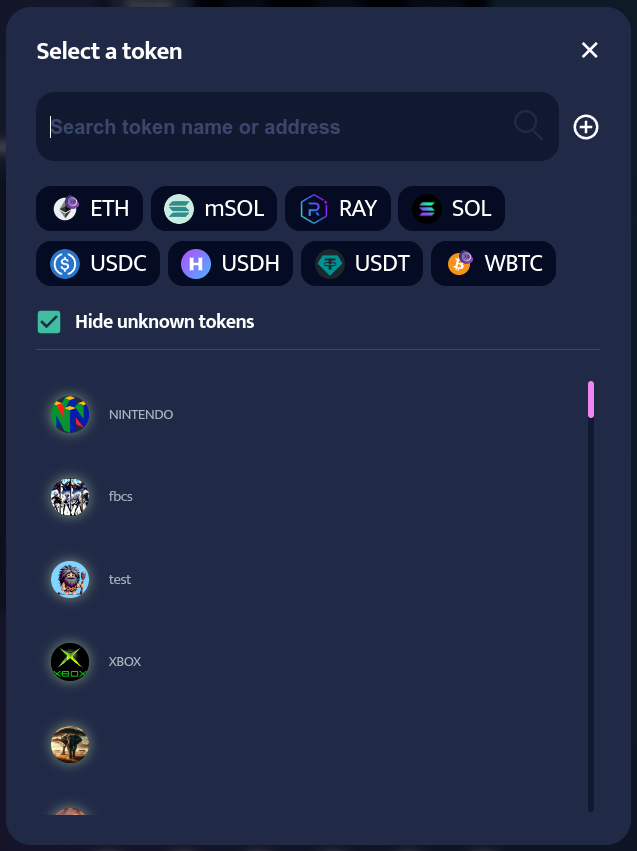 Select a token
Search token name or address
ETH mSOL RAY SOL
USDC USDH USDT WBTC
Hide unknown tokens
NINTENDO
fbcs
test
XBOX
XBOX